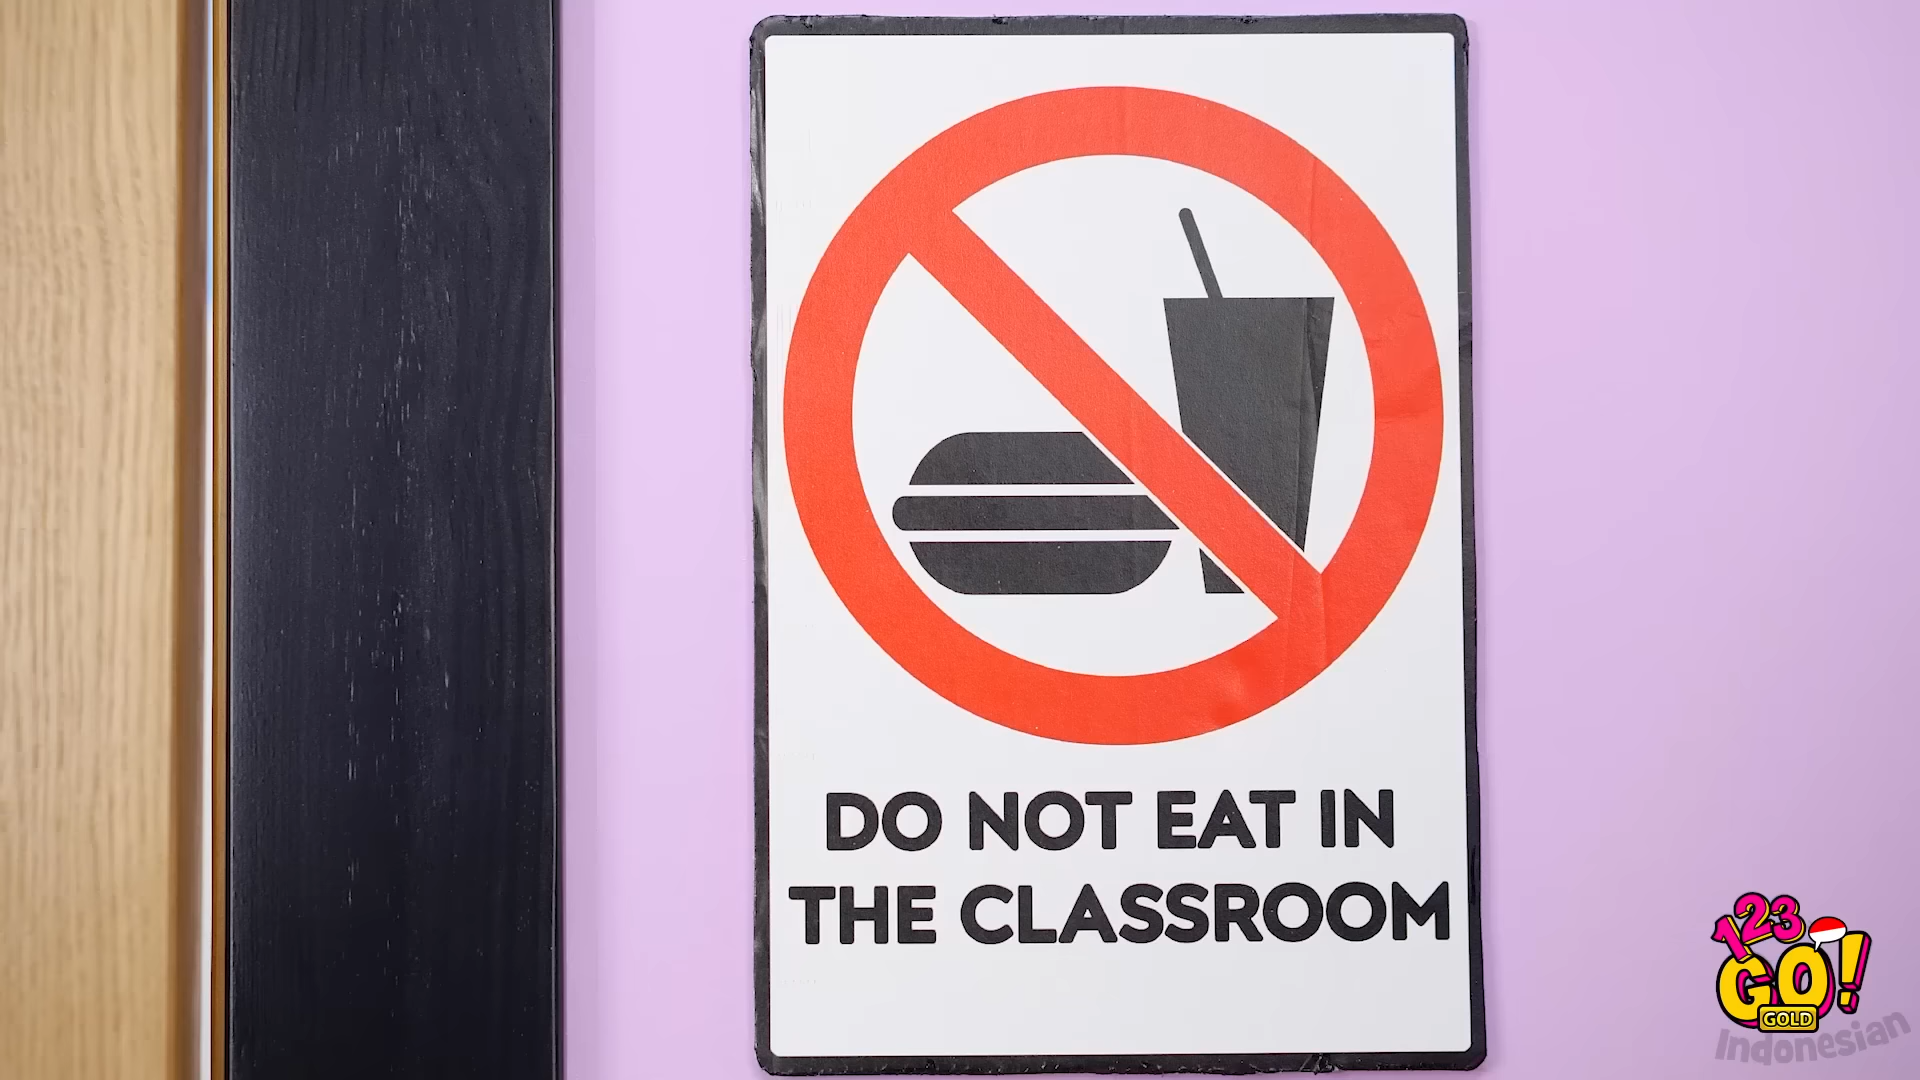 DO NOT EAT IN
THE CLASSROOM
123
GO!
GOLD
Indonesian